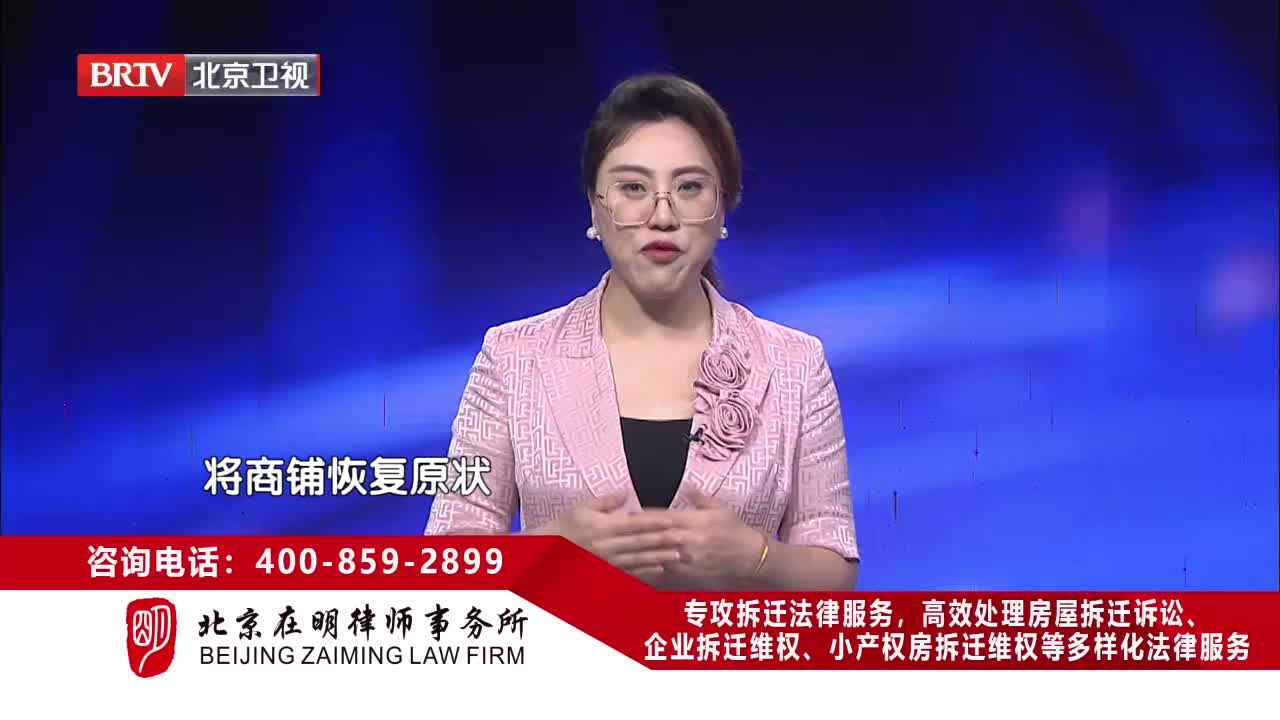 BRTV 北京卫视
将商铺恢复原状
咨询电话：400-859-2899
明
北京在明律师事务所
BEIJING ZAIMING LAW FIRM
专攻拆迁法律服务，高效处理房屋拆迁诉讼、
企业拆迁维权、小产权房拆迁维权等多样化法律服务